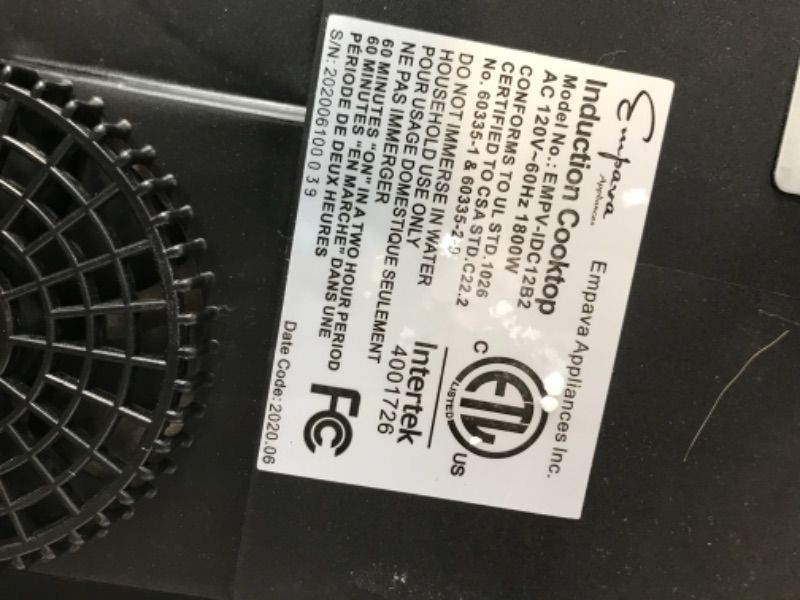 Empava
Appliances
Empava Appliances Inc.
Induction Cooktop
Model No.: EMPV-IDC12B2
AC 120V~60Hz 1800W
CONFORMS TO UL STD.1026
CERTIFIED TO CSA STD.C22.2
No. 60335-1 & 60335-2-9.
DO NOT IMMERSE IN WATER
HOUSEHOLD USE ONLY
POUR USAGE DOMESTIQUE SEULEMENT
NE PAS IMMERGER
60 MINUTES "ON" IN A TWO HOUR PERIOD
60 MINUTES "EN MARCHE" DANS UNE
PÉRIODE DE DEUX HEURES
S/N: 202006100039
C ETL US
LISTED
Intertek
4001726
FC
Date Code:2020.06